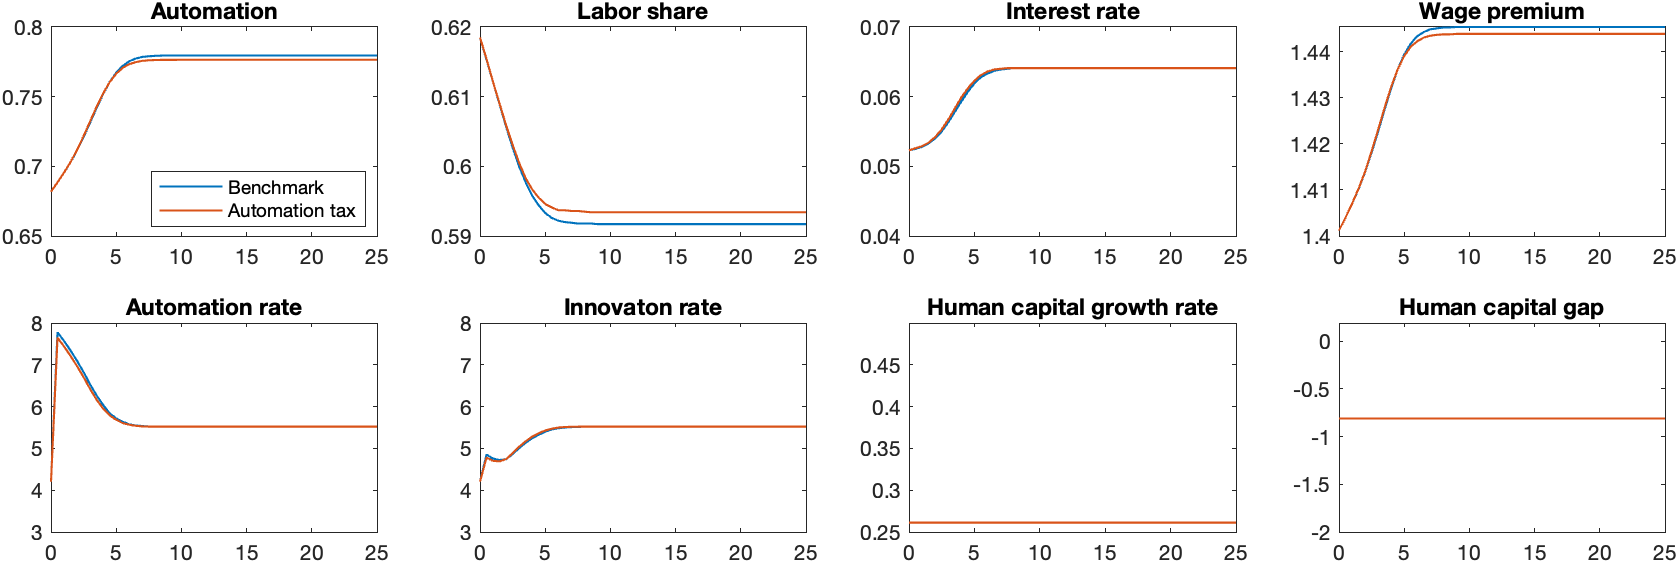 Automation
0.8
0.75
0.7
0.65
Benchmark
Automation tax
0 5 10 15 20 25
Labor share
0.62
0.61
0.6
0.59
0 5 10 15 20 25
Interest rate
0.07
0.06
0.05
0.04
0 5 10 15 20 25
Wage premium
1.44
1.43
1.42
1.41
1.4
0 5 10 15 20 25
Automation rate
8
7
6
5
4
3
0 5 10 15 20 25
Innovaton rate
8
7
6
5
4
3
0 5 10 15 20 25
Human capital growth rate
0.45
0.4
0.35
0.3
0.25
0 5 10 15 20 25
Human capital gap
0
-0.5
-1
-1.5
-2
0 5 10 15 20 25